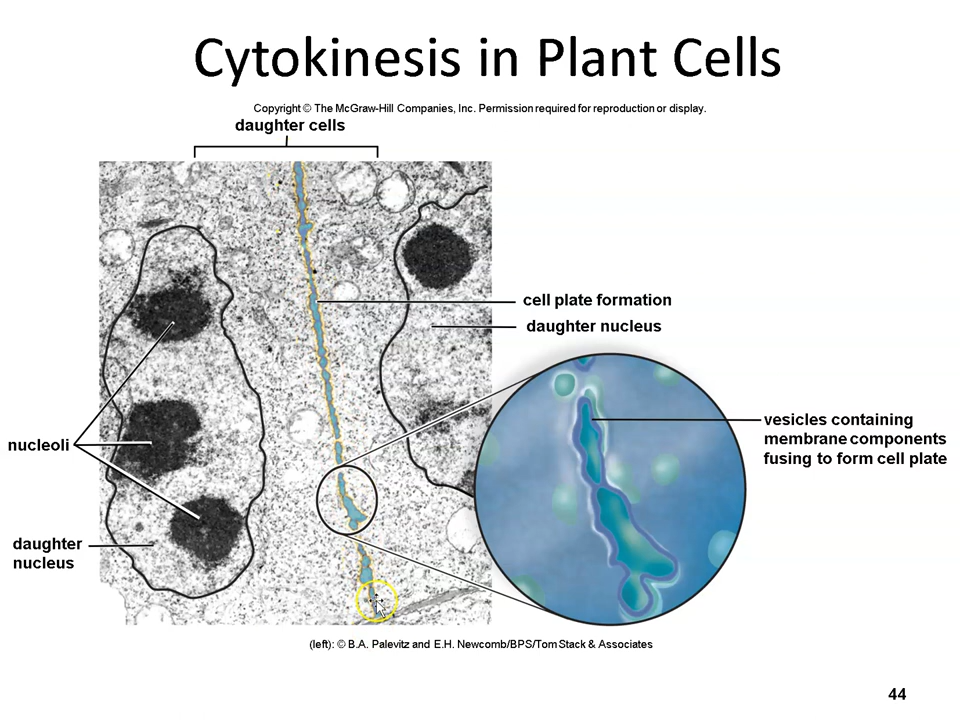 Cytokinesis in Plant Cells
Copyright © The McGraw-Hill Companies, Inc. Permission required for reproduction or display.
daughter cells
cell plate formation
daughter nucleus
vesicles containing
membrane components
fusing to form cell plate
nucleoli
daughter
nucleus
(left): © B.A. Palevitz and E.H. Newcomb/BPS/Tom Stack & Associates
44